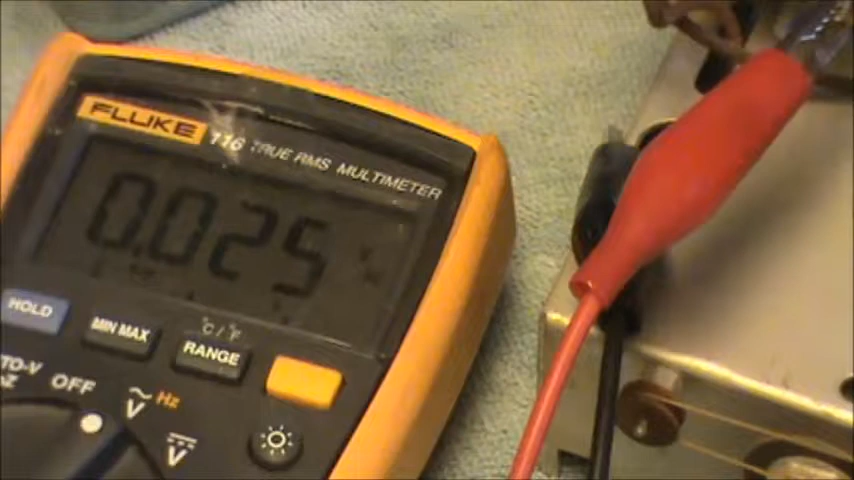 FLUKE
116 TRUE RMS MULTIMETER
0.025
HOLD
MIN MAX
°C/°F
RANGE
OFF
V Hz
V